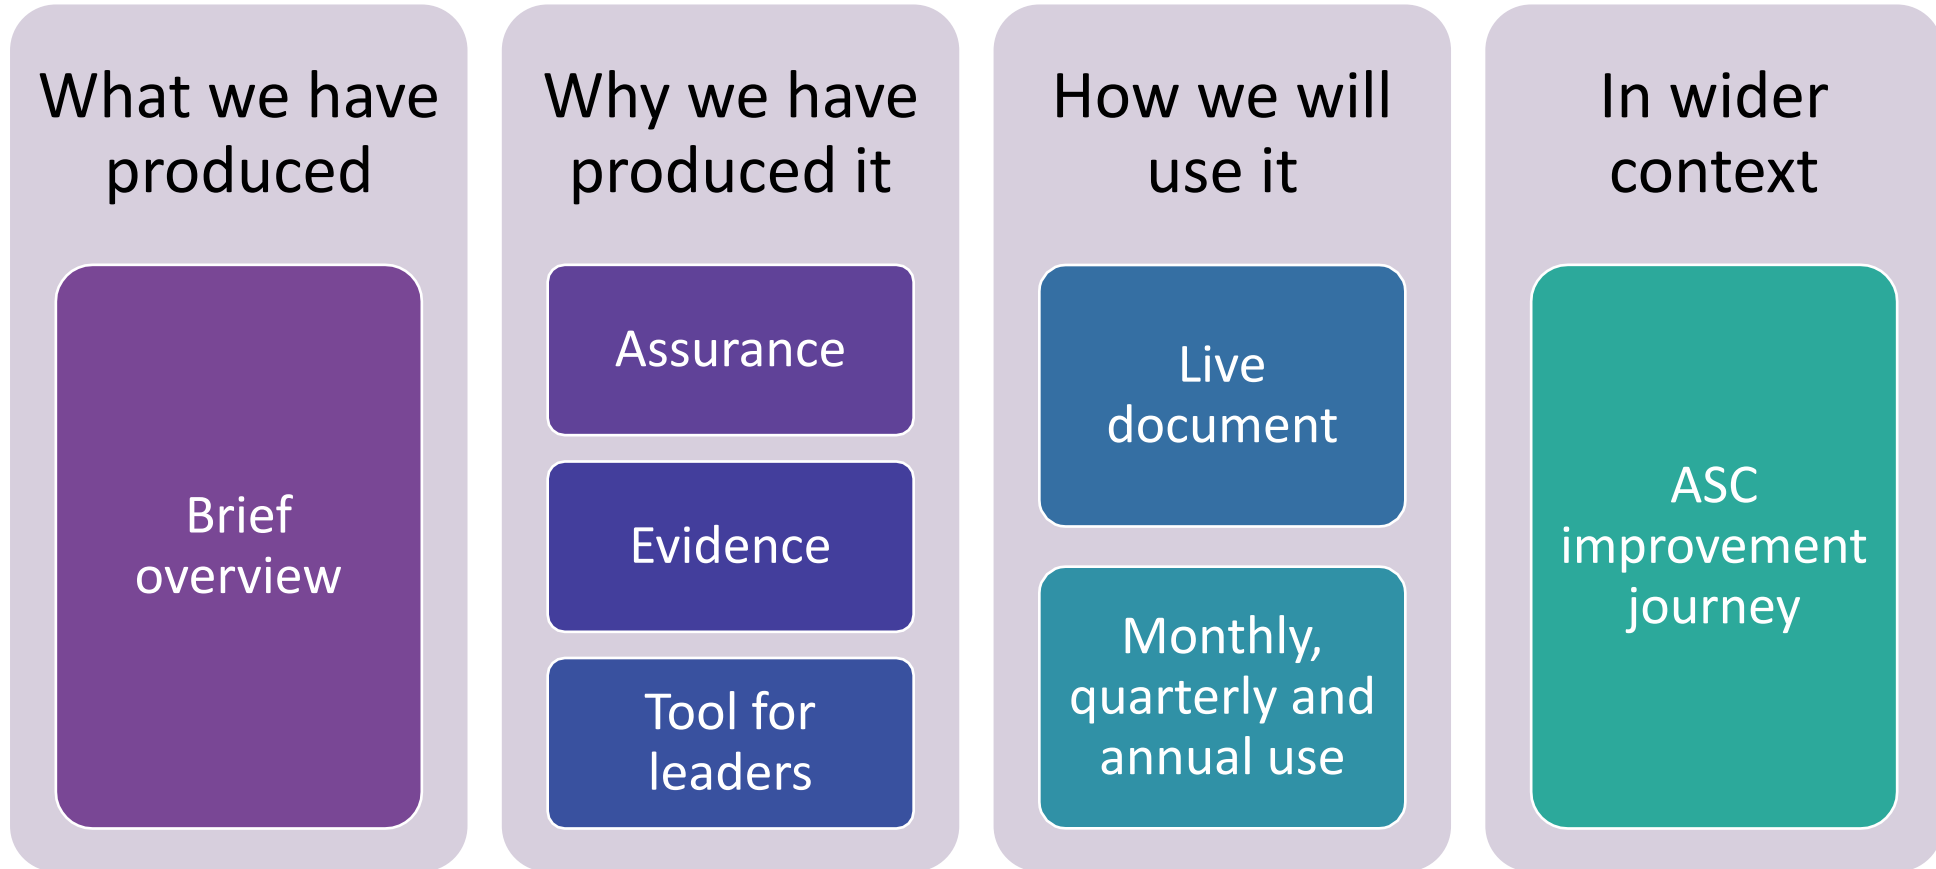 What we have
produced
Brief
overview
Why we have
produced it
Assurance
Evidence
Tool for
leaders
How we will
use it
Live
document
Monthly,
quarterly and
annual use
In wider
context
ASC
improvement
journey